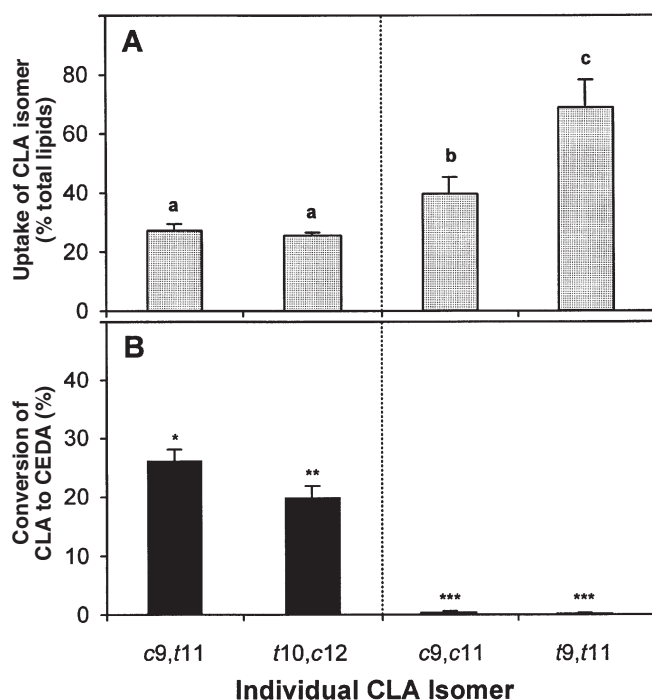 A
Uptake of CLA isomer
(% total lipids)
80
60
40
20
0
a
a
b
c
B
Conversion of
CLA to CEDA (%)
40
30
20
10
0
*
**
***
***
c9,t11
t10,c12
c9,c11
t9,t11
Individual CLA Isomer